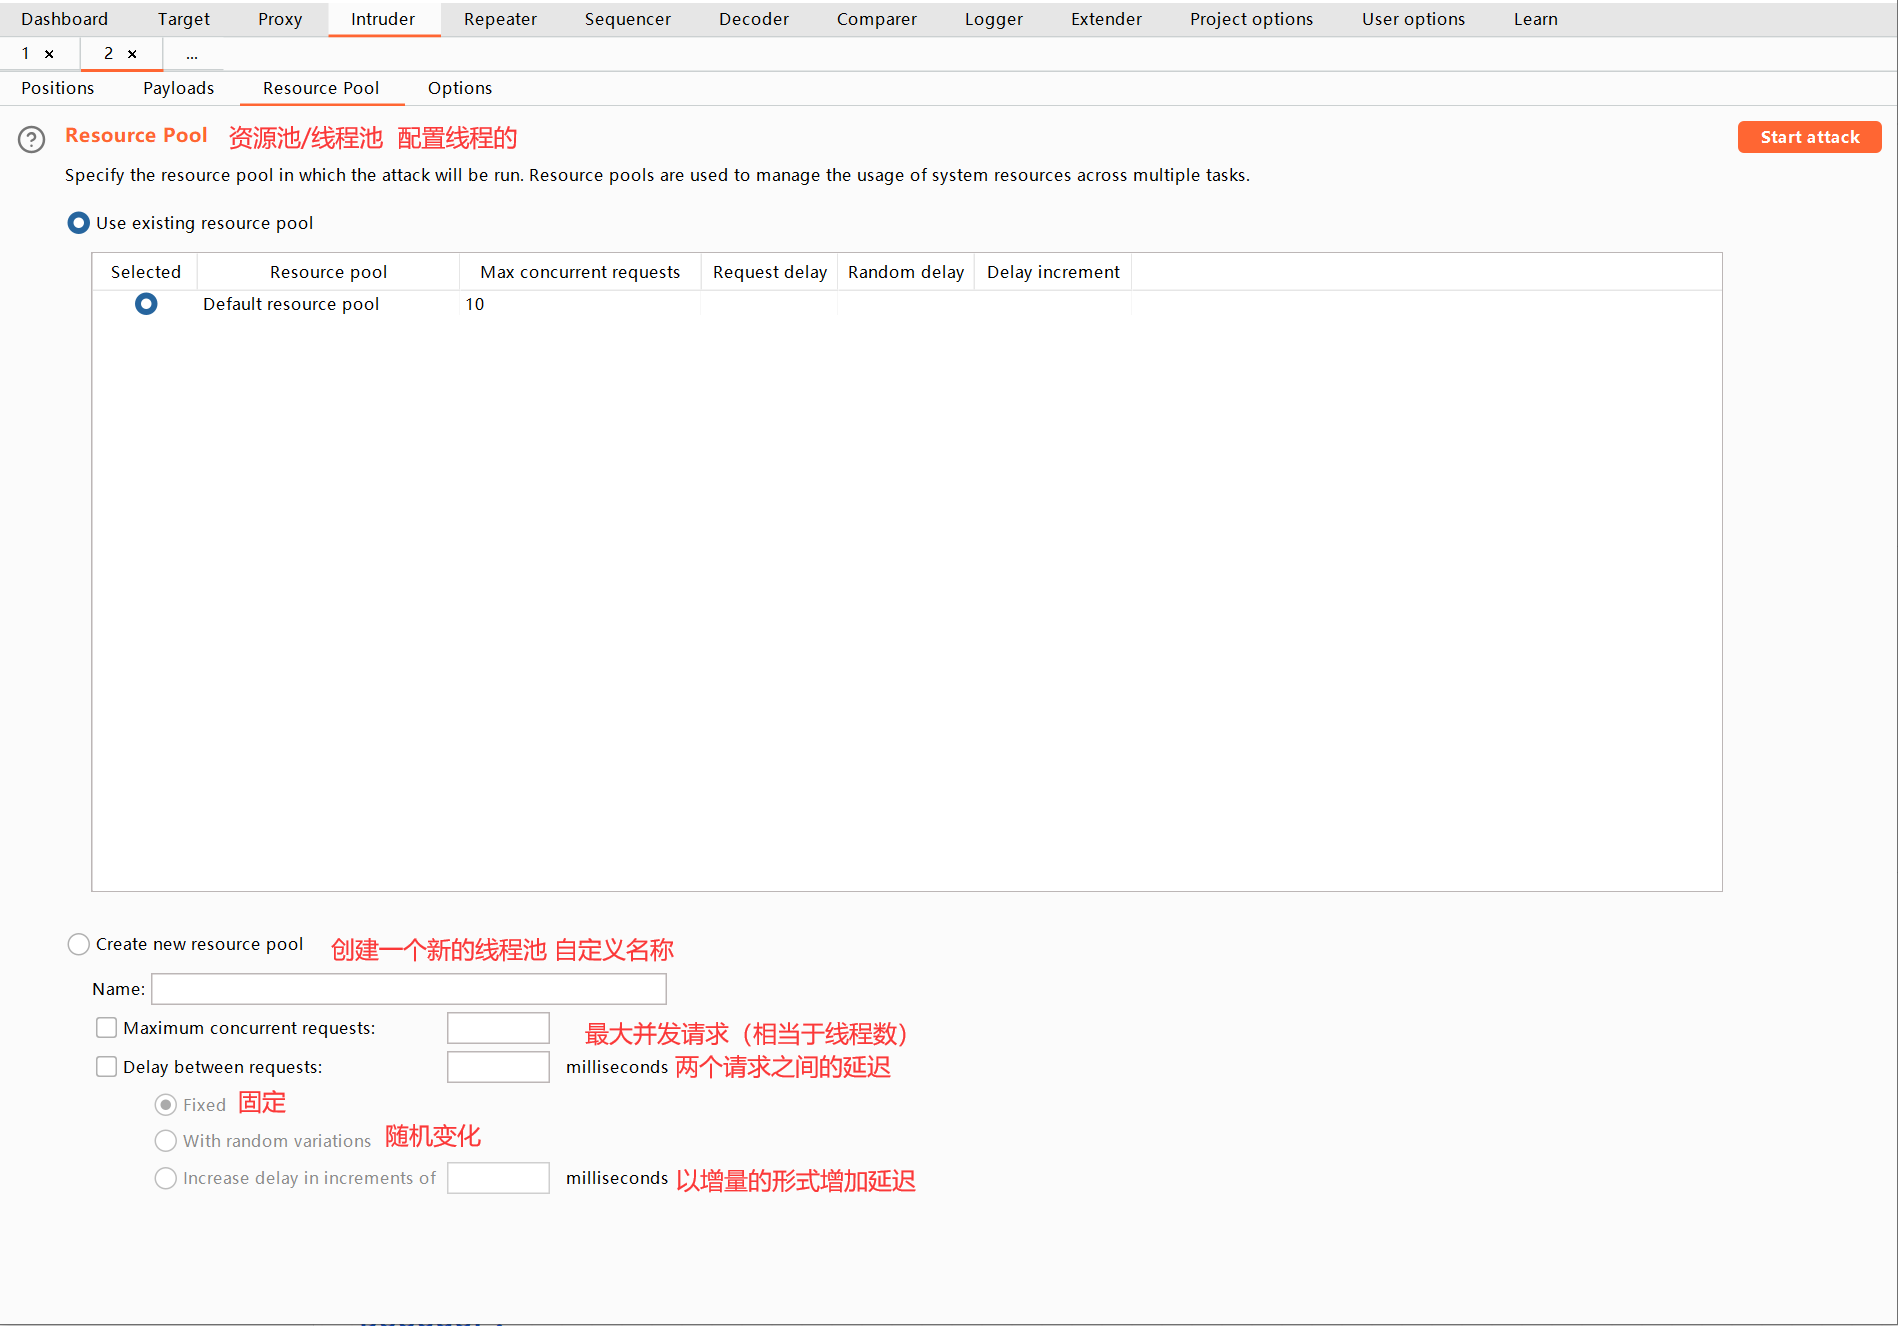 Dashboard Target Proxy Intruder Repeater Sequencer Decoder Comparer Logger Extender Project options User options Learn
1 × 2 × ...
Positions Payloads Resource Pool Options
? Resource Pool 资源池/线程池 配置线程的 Start attack
Specify the resource pool in which the attack will be run. Resource pools are used to manage the usage of system resources across multiple tasks.
Use existing resource pool
Selected Resource pool Max concurrent requests Request delay Random delay Delay increment
Default resource pool 10
Create new resource pool 创建一个新的线程池 自定义名称
Name:
Maximum concurrent requests: 最大并发请求（相当于线程数）
Delay between requests: milliseconds 两个请求之间的延迟
Fixed 固定
With random variations 随机变化
Increase delay in increments of milliseconds 以增量的形式增加延迟